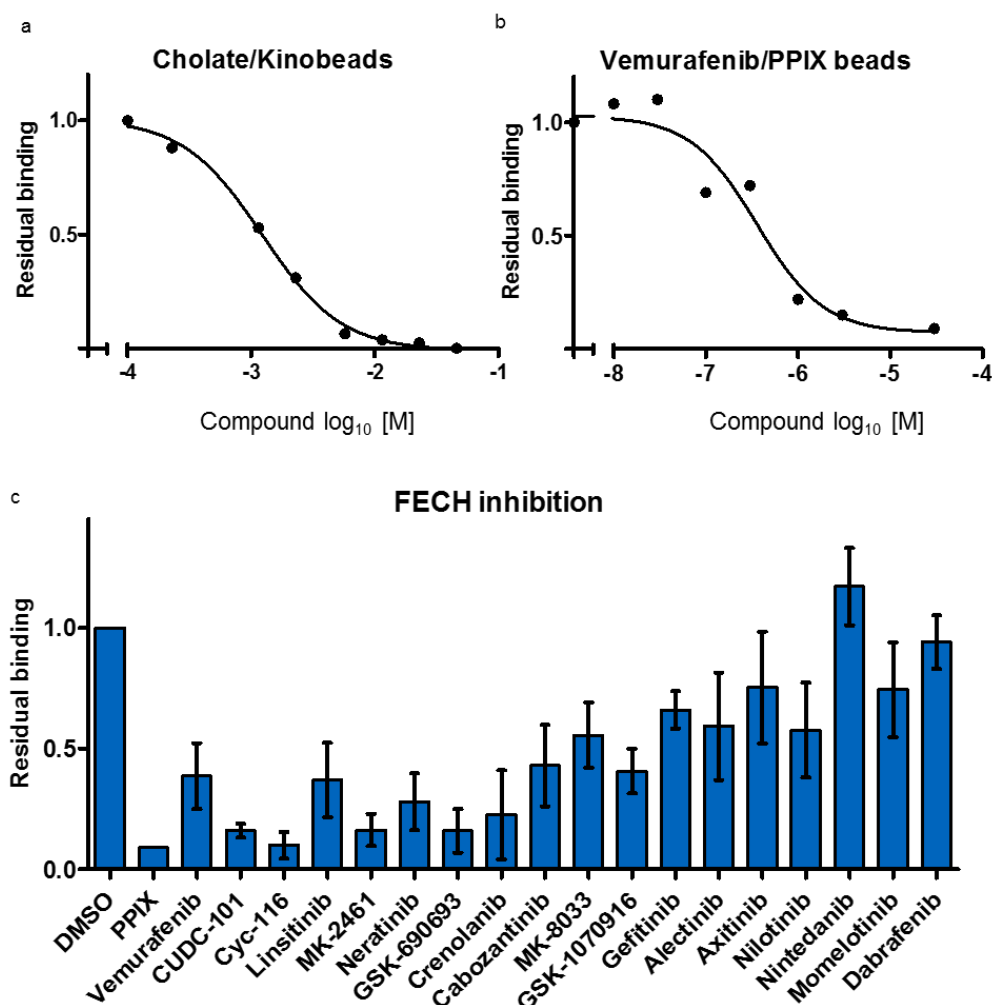 a
Cholate/Kinobeads
Residual binding
1.0
0.5
-4 -3 -2 -1
Compound log₁₀ [M]
b
Vemurafenib/PPIX beads
Residual binding
1.0
0.5
-8 -7 -6 -5 -4
Compound log₁₀ [M]
c
FECH inhibition
Residual binding
1.0
0.5
0.0
DMSO
PPIX
Vemurafenib
CUDC-101
Cyc-116
Linsitinib
MK-2461
Neratinib
GSK-690693
Crenolanib
Cabozantinib
MK-8033
GSK-1070916
Gefitinib
Alectinib
Axitinib
Nilotinib
Nintedanib
Momelotinib
Dabrafenib